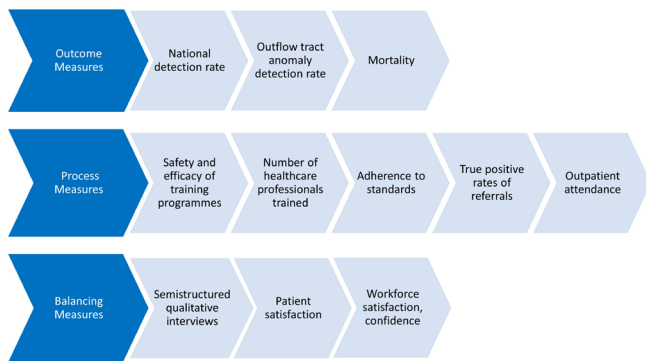 Outcome
Measures
National
detection rate
Outflow tract
anomaly
detection rate
Mortality
Process
Measures
Safety and
efficacy of
training
programmes
Number of
healthcare
professionals
trained
Adherence to
standards
True positive
rates of
referrals
Outpatient
attendance
Balancing
Measures
Semistructured
qualitative
interviews
Patient
satisfaction
Workforce
satisfaction,
confidence